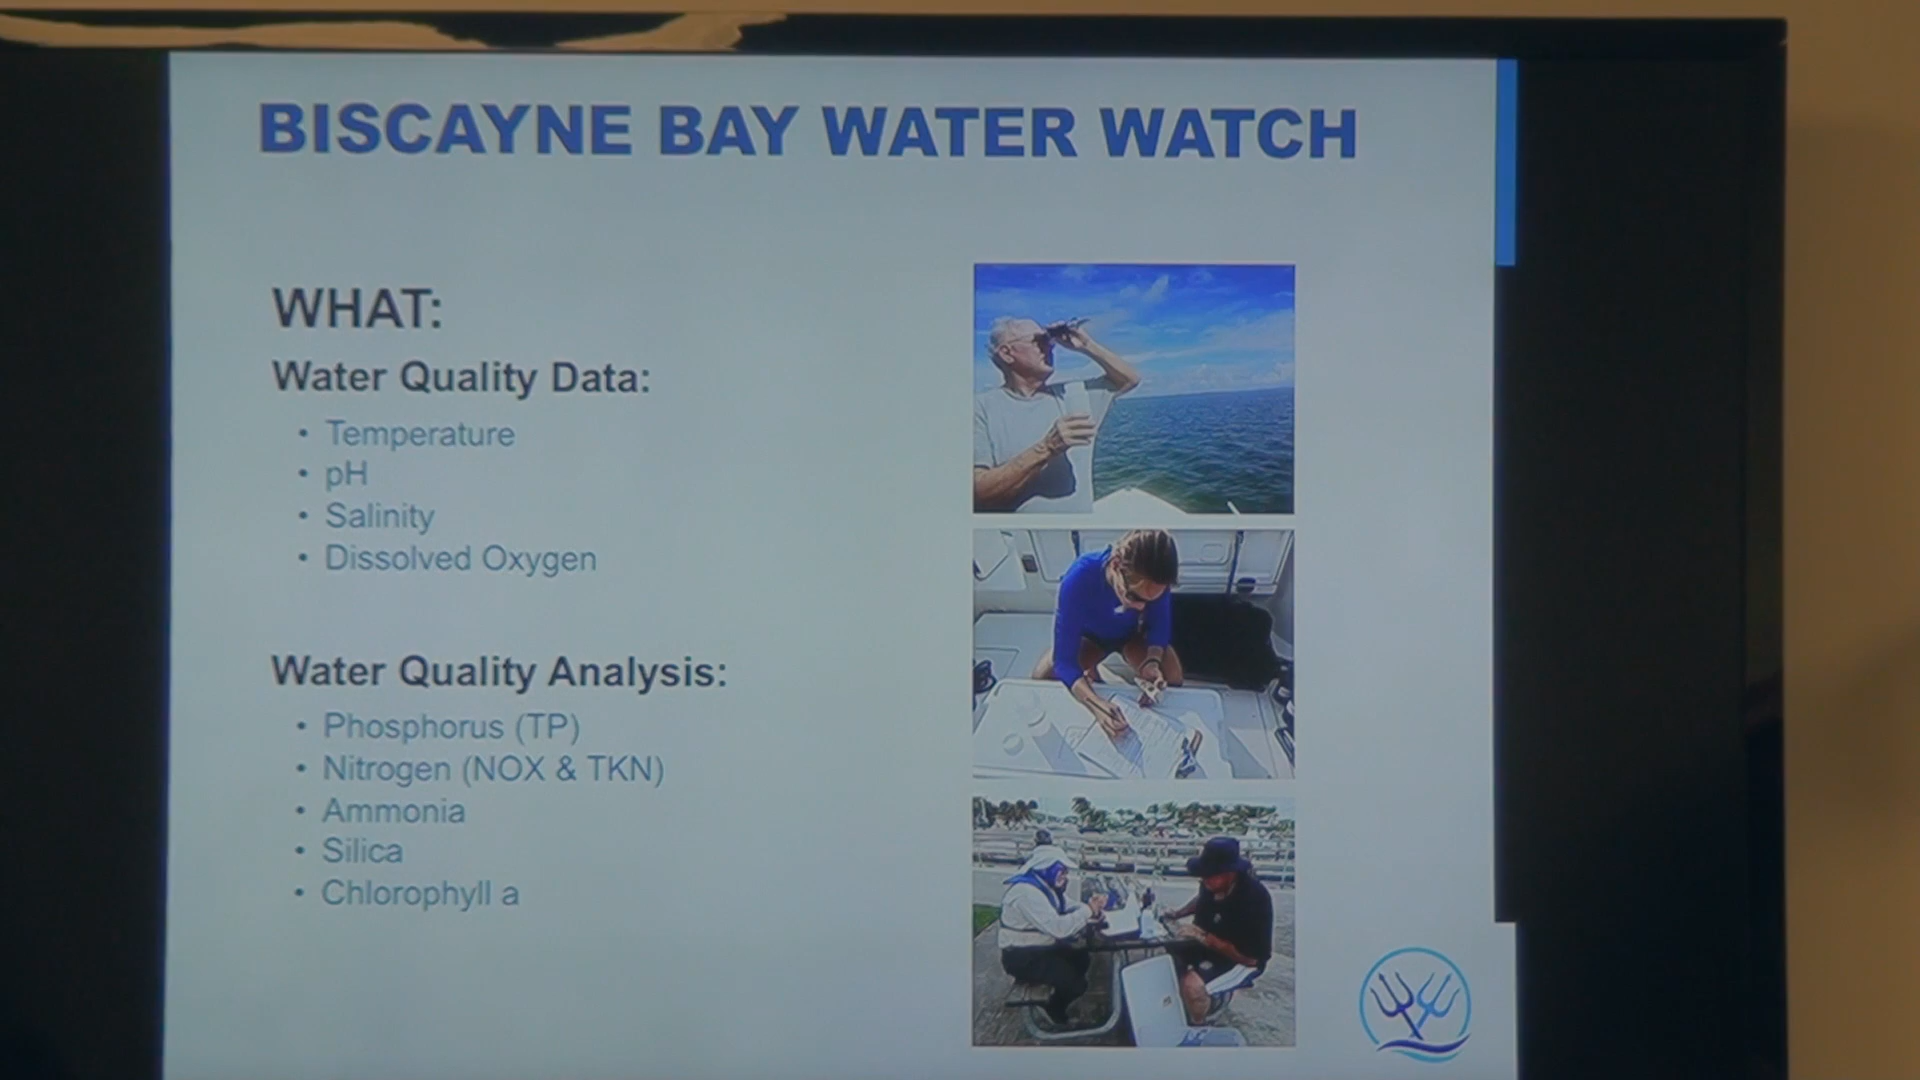 BISCAYNE BAY WATER WATCH
WHAT:
Water Quality Data:
• Temperature
• pH
• Salinity
• Dissolved Oxygen
Water Quality Analysis:
• Phosphorus (TP)
• Nitrogen (NOX & TKN)
• Ammonia
• Silica
• Chlorophyll a